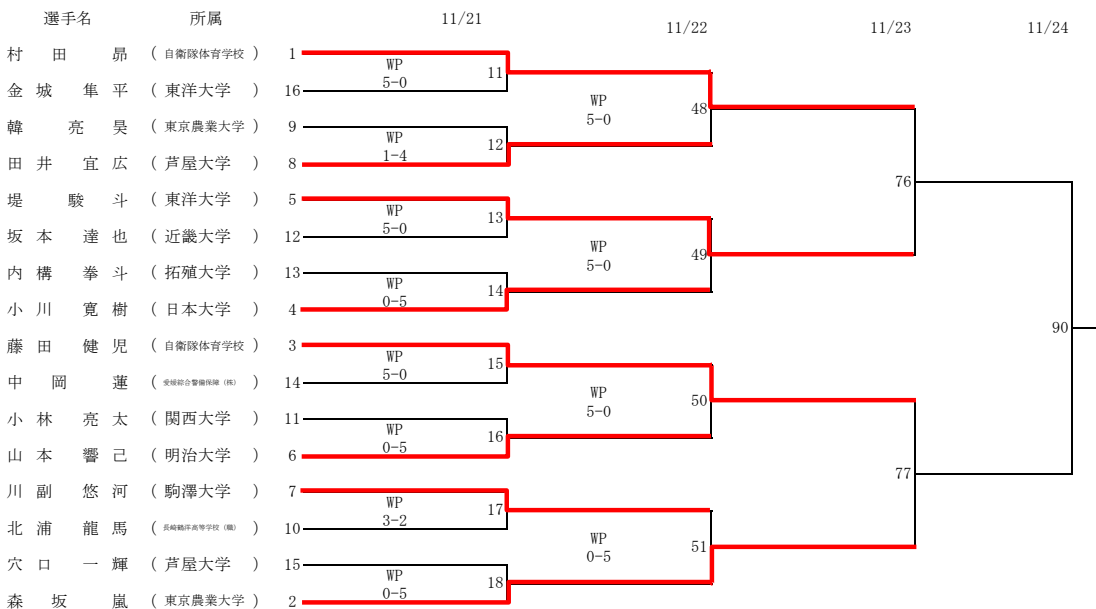 選手名 所属 11/21 11/22 11/23 11/24
村田 昴 (自衛隊体育学校) 1
WP 5-0 11
金城 隼平 (東洋大学) 16
WP 5-0 48
韓 亮昊 (東京農業大学) 9
WP 1-4 12
田井 宜広 (芦屋大学) 8
76
堤 駿斗 (東洋大学) 5
WP 5-0 13
坂本 達也 (近畿大学) 12
WP 5-0 49
内構 拳斗 (拓殖大学) 13
WP 0-5 14
小川 寛樹 (日本大学) 4
90
藤田 健児 (自衛隊体育学校) 3
WP 5-0 15
中岡 蓮 (愛媛綜合警備保障(株)) 14
WP 5-0 50
小林 亮太 (関西大学) 11
WP 0-5 16
山本 響己 (明治大学) 6
77
川副 悠河 (駒澤大学) 7
WP 3-2 17
北浦 龍馬 (長崎鶴洋高等学校(職)) 10
WP 0-5 51
穴口 一輝 (芦屋大学) 15
WP 0-5 18
森坂 嵐 (東京農業大学) 2